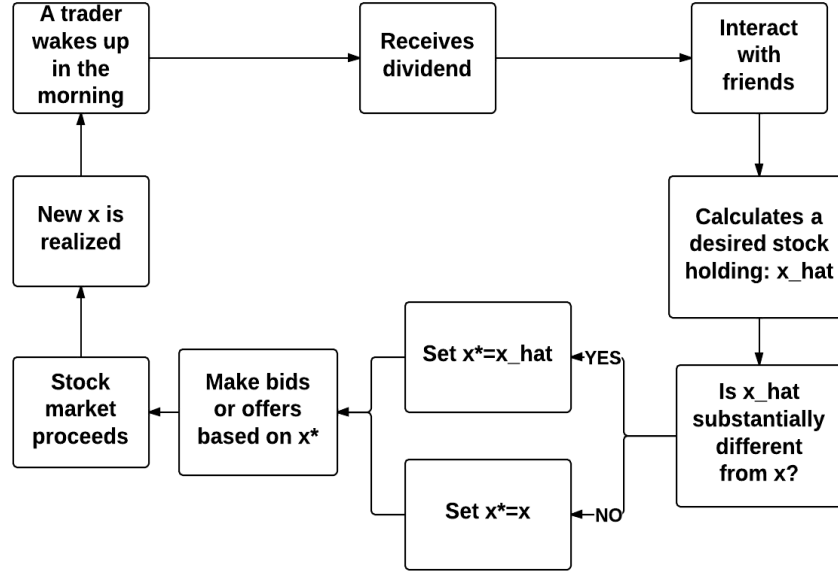 A trader
wakes up
in the
morning
Receives
dividend
Interact
with
friends
Calculates a
desired stock
holding: x_hat
Is x_hat
substantially
different
from x?
YES
Set x*=x_hat
NO
Set x*=x
Make bids
or offers
based on x*
Stock
market
proceeds
New x is
realized